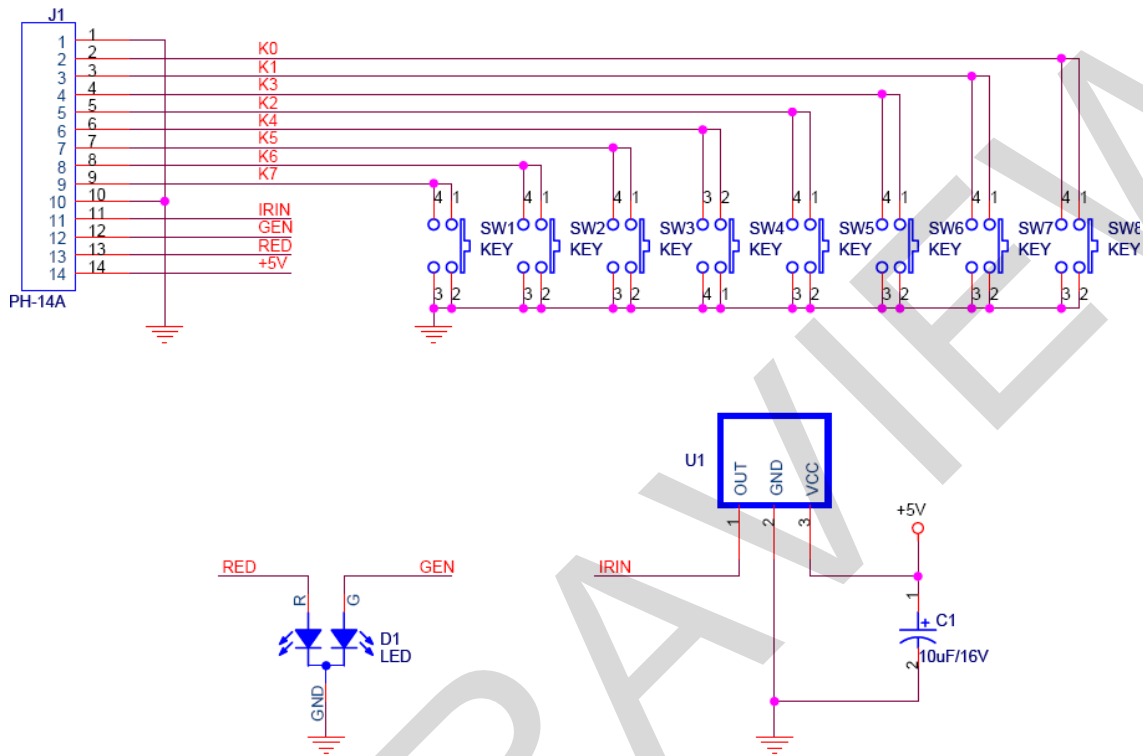 J1
1 1
2 2 K0
3 3 K1
4 4 K3
5 5 K2
6 6 K4
7 7 K5
8 8 K6
9 9 K7
10 10
11 11 IRIN
12 12 GEN
13 13 RED
14 14 +5V
PH-14A
4 1 4 1 4 1 3 2 4 1 4 1 4 1 4 1
SW1 SW2 SW3 SW4 SW5 SW6 SW7 SW8
KEY KEY KEY KEY KEY KEY KEY KEY
3 2 3 2 3 2 4 1 3 2 3 2 3 2 3 2
U1
OUT GND VCC
1 2 3
+5V
RED GEN IRIN
R G
1
D1
LED
C1
+
10uF/16V
2
GND
RAVIEW